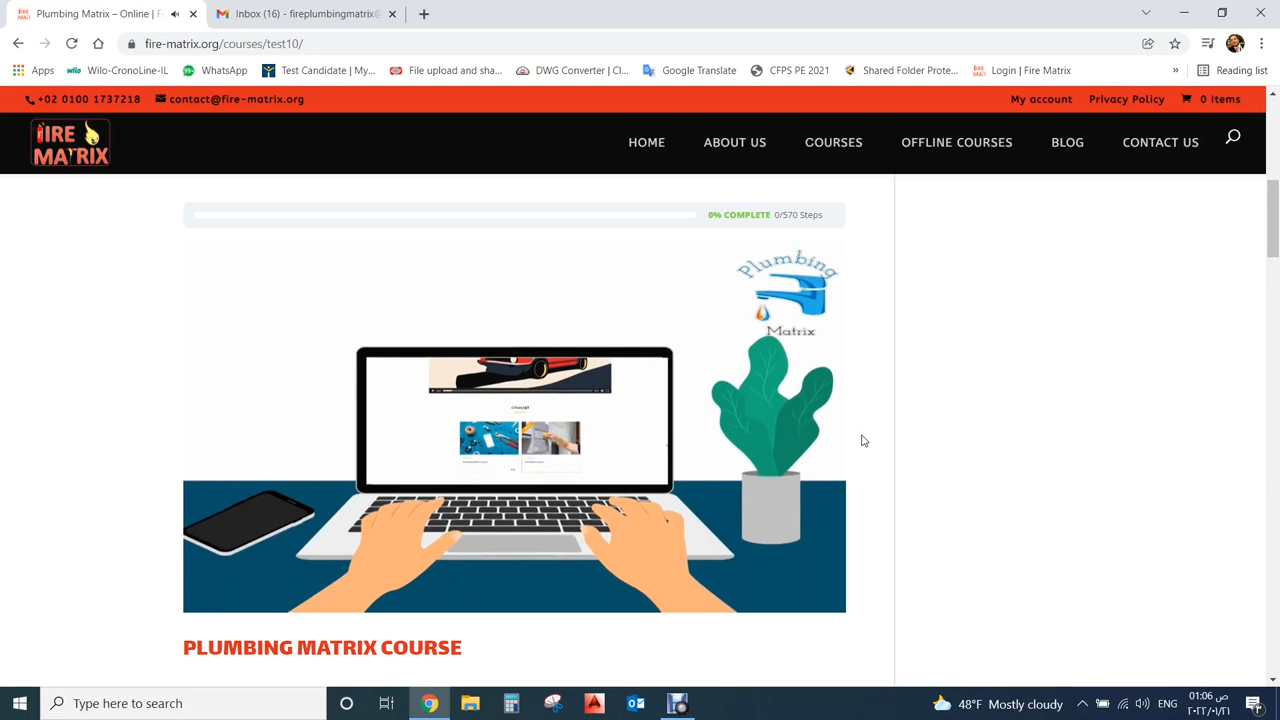 Plumbing Matrix – Online | F
Inbox (16) - fireplumbingmatrix@
fire-matrix.org/courses/test10/
Apps
Wilo-CronoLine-IL
WhatsApp
Test Candidate | My...
File upload and sha...
DWG Converter | Cl...
Google Translate
CFPS PE 2021
Shared Folder Prote...
Login | Fire Matrix
»
Reading list
+02 0100 1737218
contact@fire-matrix.org
My account
Privacy Policy
0 Items
FIRE
MATRIX
HOME
ABOUT US
COURSES
OFFLINE COURSES
BLOG
CONTACT US
0% COMPLETE 0/570 Steps
Plumbing
Matrix
PLUMBING MATRIX COURSE
Type here to search
48°F Mostly cloudy
ENG
01:06 ص